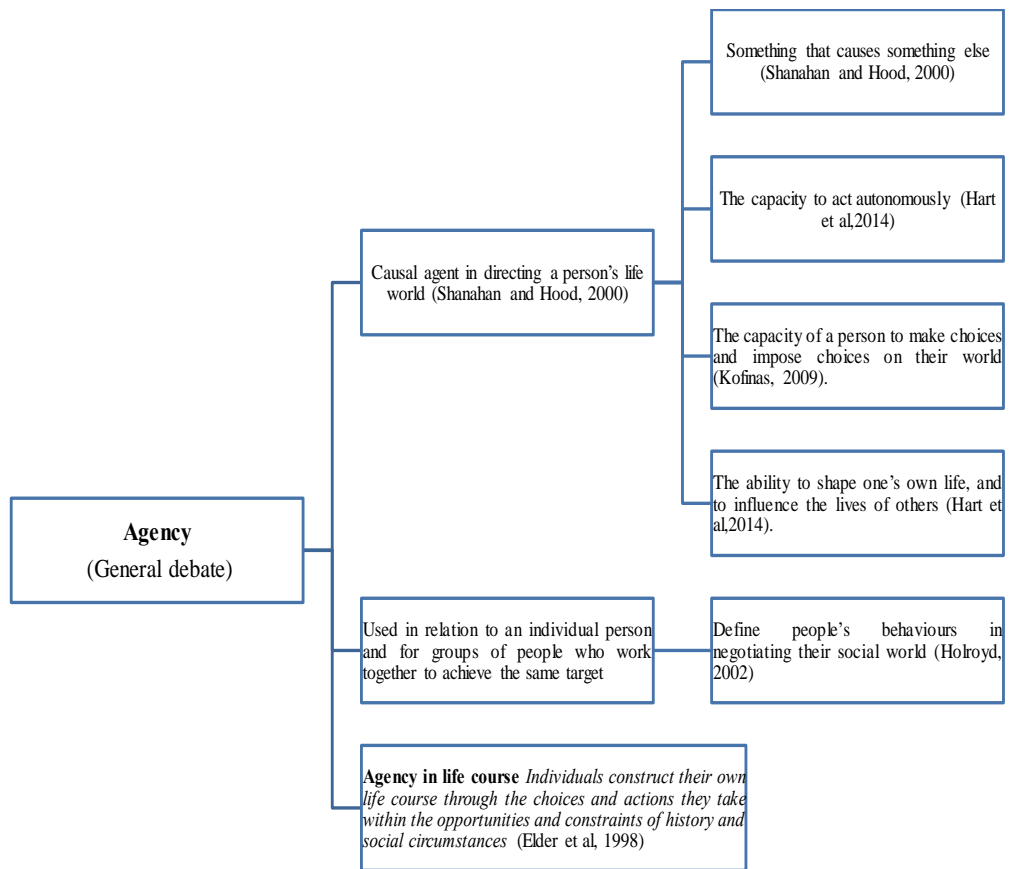 Something that causes something else
(Shanahan and Hood, 2000)
The capacity to act autonomously (Hart
et al,2014)
Causal agent in directing a person's life
world (Shanahan and Hood, 2000)
The capacity of a person to make choices
and impose choices on their world
(Kofinas, 2009).
The ability to shape one's own life, and
to influence the lives of others (Hart et
al,2014).
Agency
(General debate)
Used in relation to an individual person
and for groups of people who work
together to achieve the same target
Define people's behaviours in
negotiating their social world (Holroyd,
2002)
Agency in life course Individuals construct their own
life course through the choices and actions they take
within the opportunities and constraints of history and
social circumstances (Elder et al, 1998)